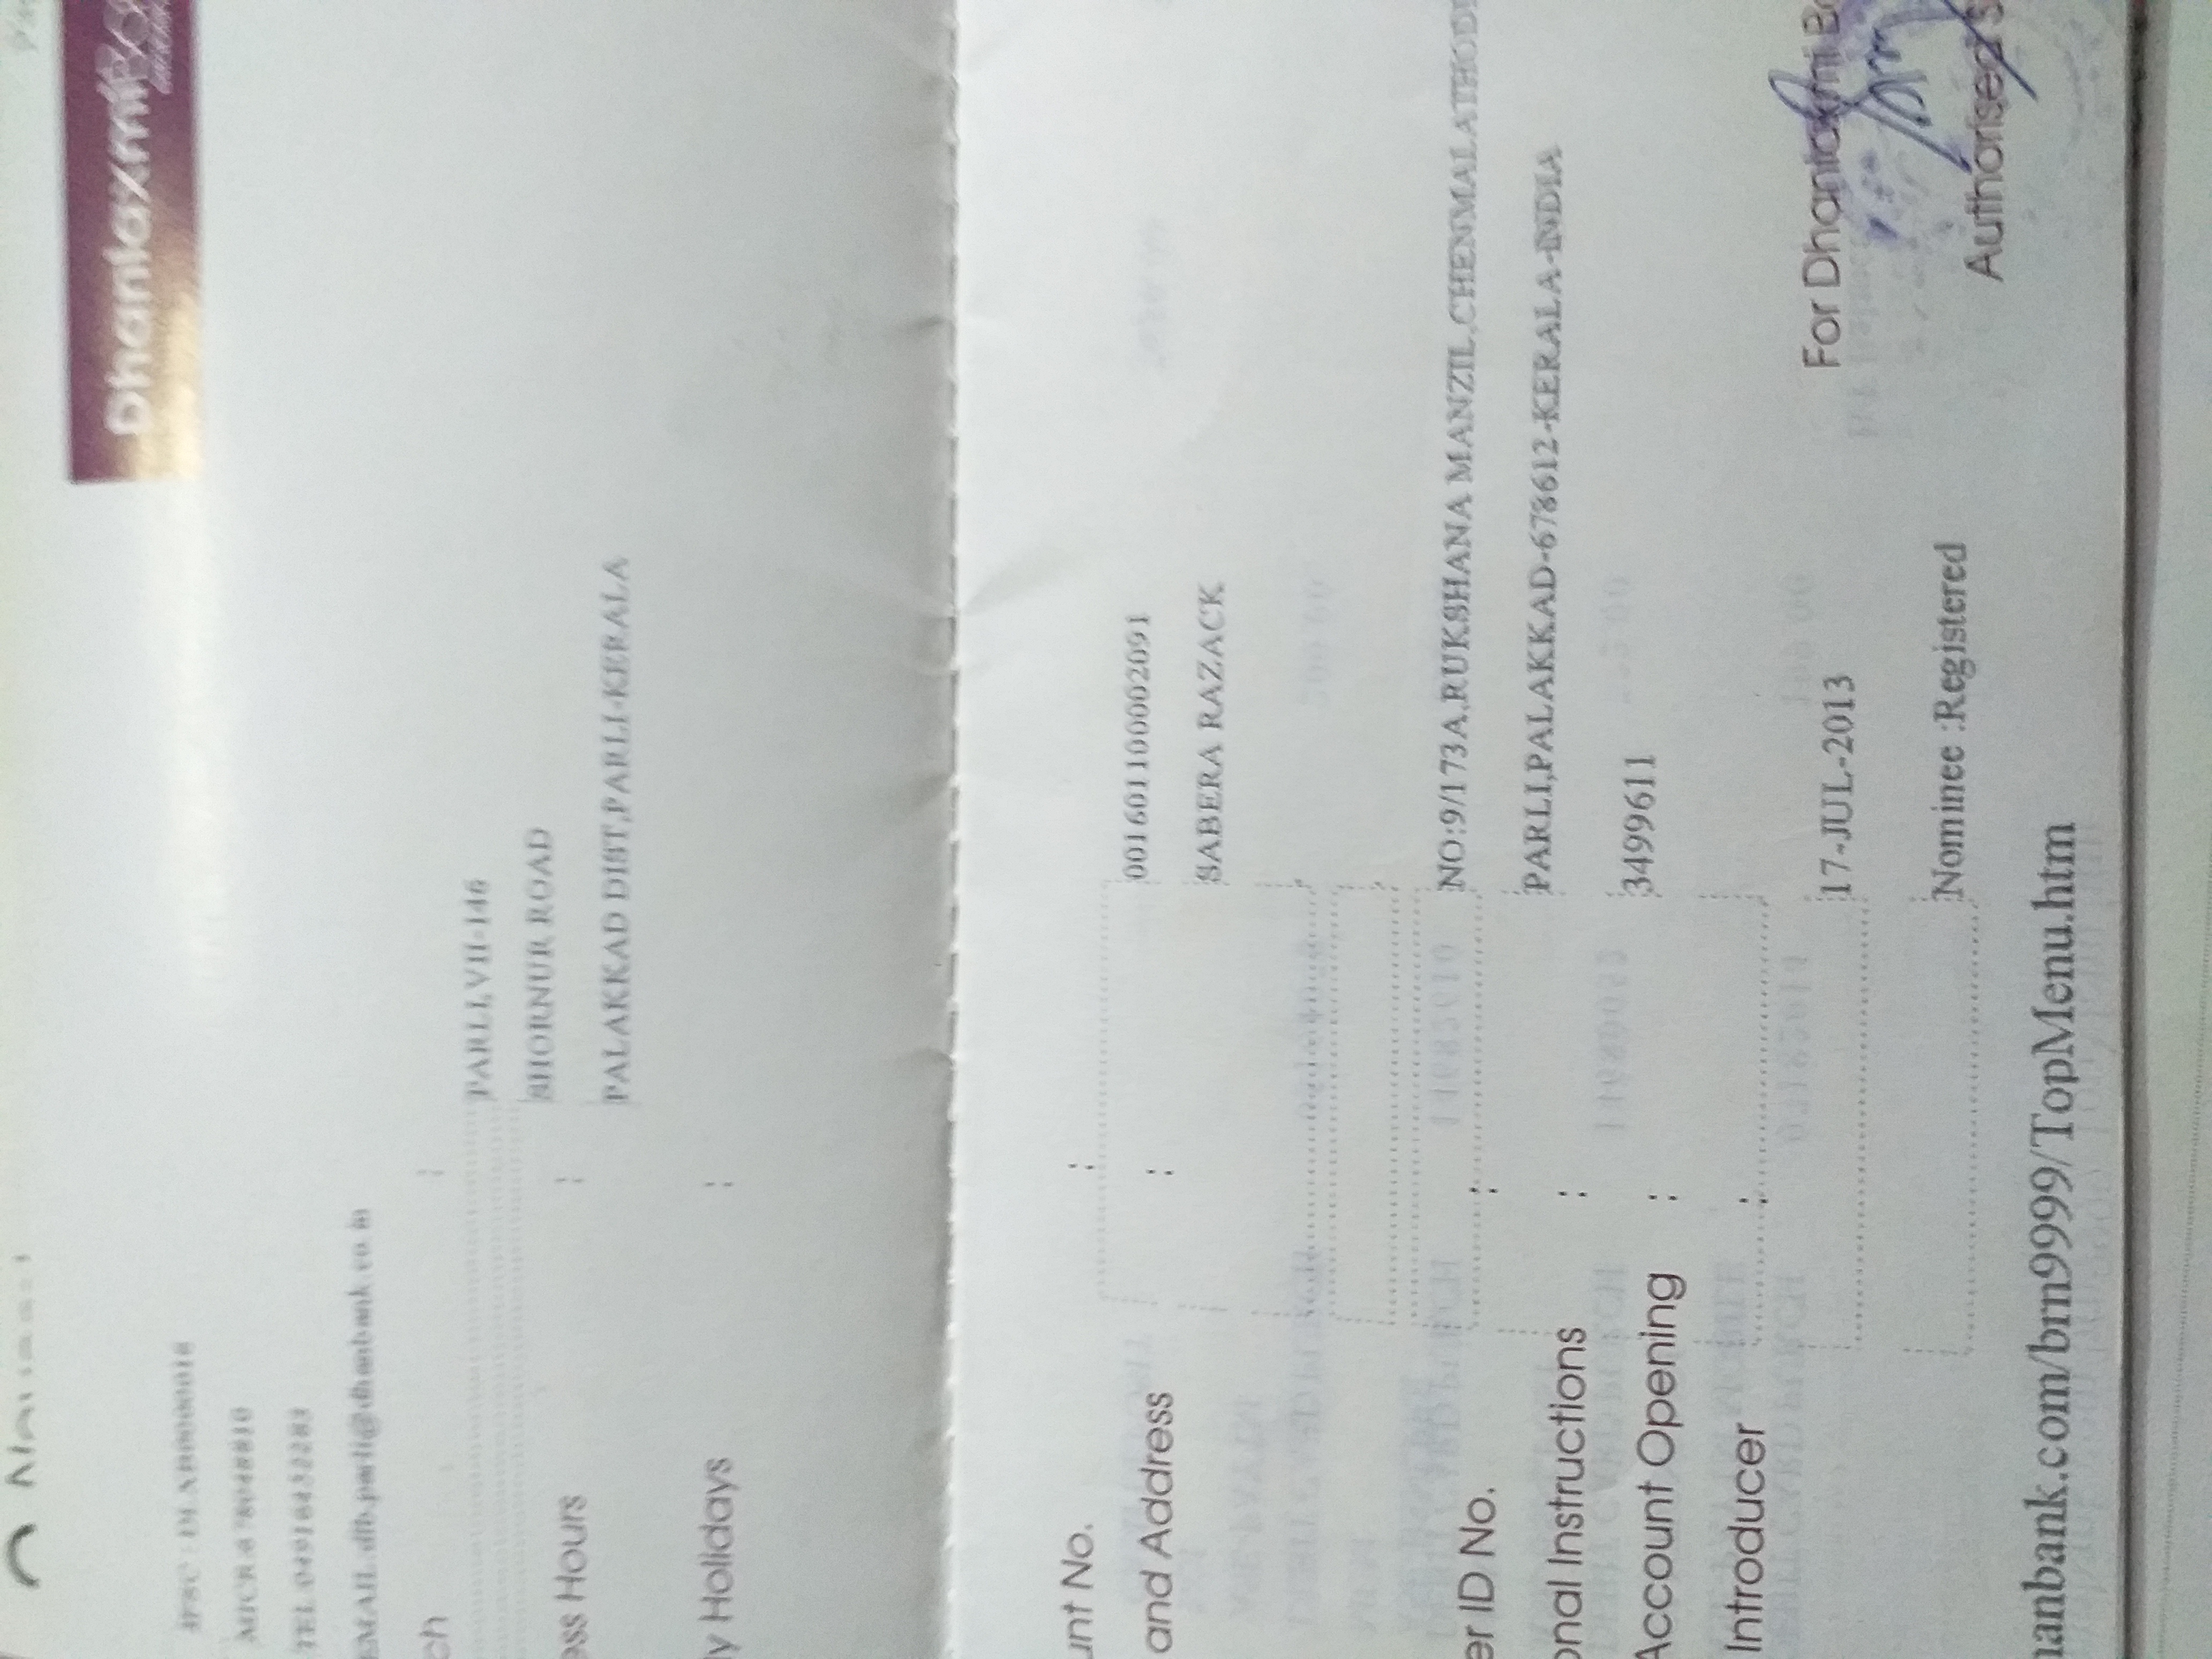 Dhanlaxmi
IFSC : DLXB0000016
MICR:678048810
TEL:04916452283
EMAIL:dlb.parli@dhanbank.co.in
ch :
PARLI,VII-146
SHORNUR ROAD
ess Hours :
PALAKKAD DIST,PARLI-KERALA
ly Holidays :
unt No. :
001601100002091
and Address :
SABERA RAZACK
NO:9/173A,RUKSHANA MANZIL,CHENMALATHODI
er ID No. :
PARLI,PALAKKAD-678612-KERALA-INDIA
onal Instructions :
3499611
Account Opening :
Introducer :
17-JUL-2013
For Dhanlaxmi Ba
Nominee :Registered
Authorised S
hanbank.com/brn9999/TopMenu.htm